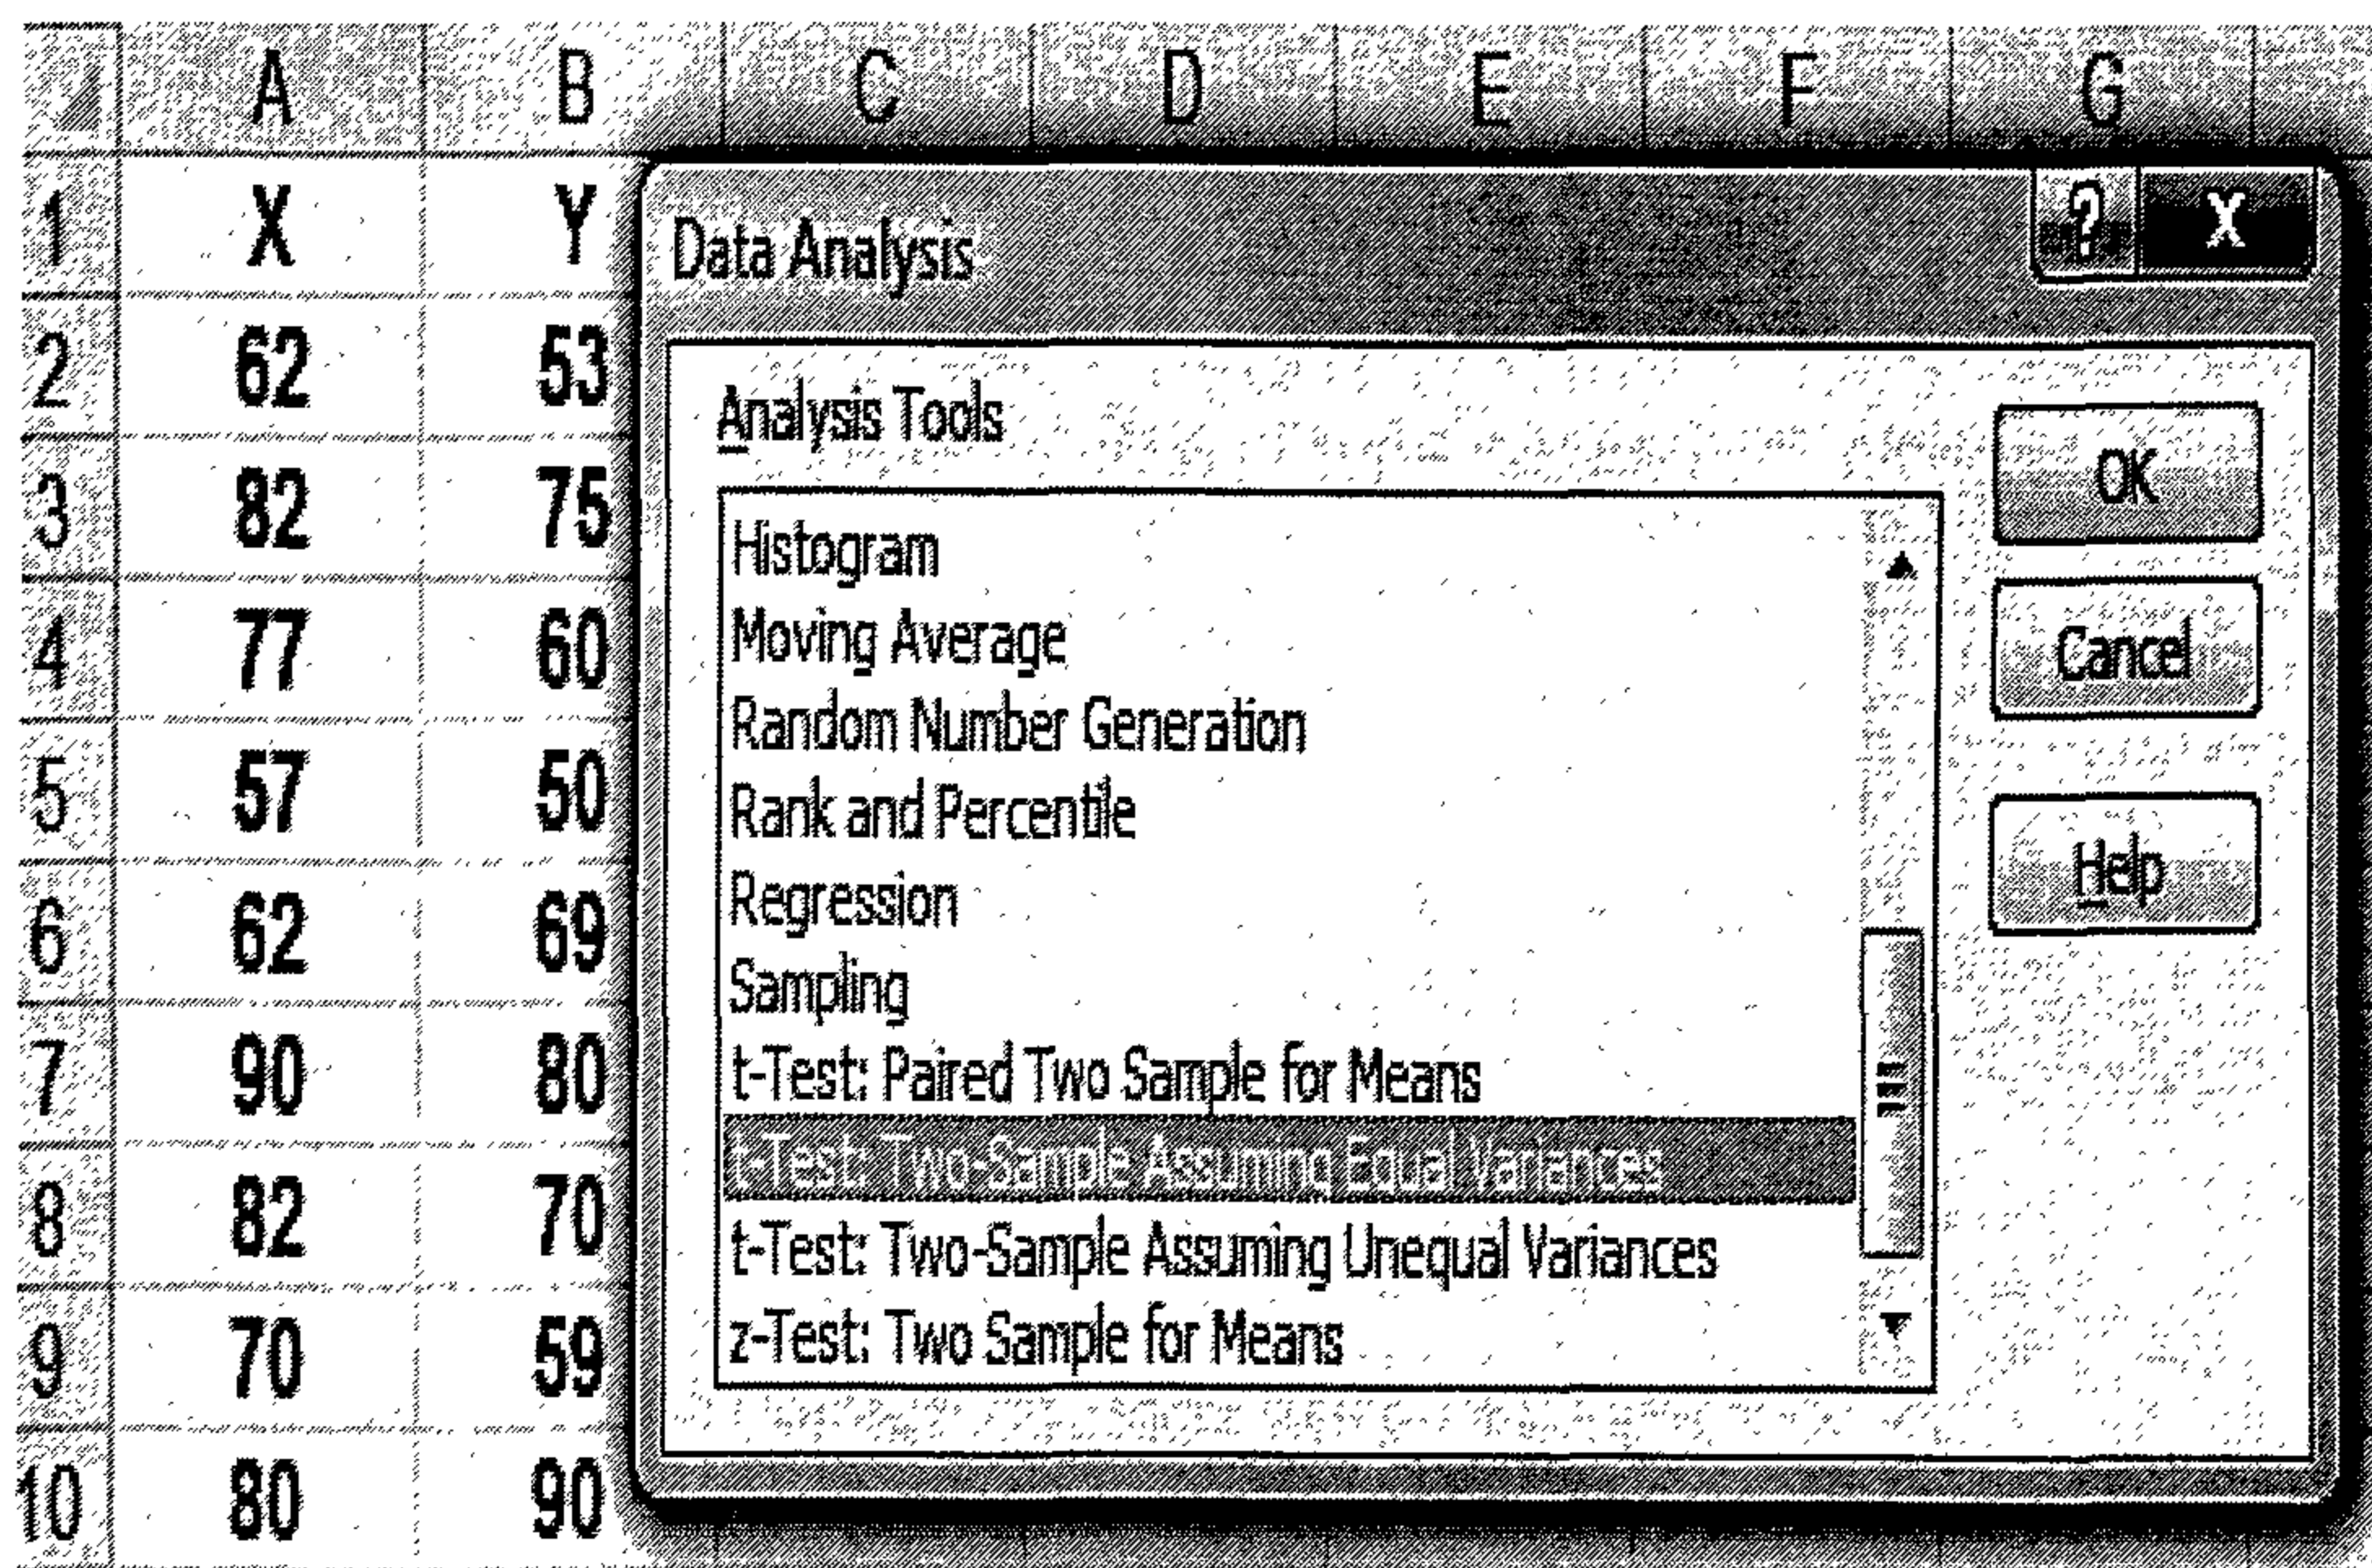 A B C D E F G
1 X Y
2 62 53
3 82 75
4 77 60
5 57 50
6 62 69
7 90 80
8 82 70
9 70 59
10 80 90
Data Analysis
? X
Analysis Tools
Histogram
Moving Average
Random Number Generation
Rank and Percentile
Regression
Sampling
t-Test: Paired Two Sample for Means
t-Test: Two-Sample Assuming Equal Variances
t-Test: Two-Sample Assuming Unequal Variances
z-Test: Two Sample for Means
OK
Cancel
Help